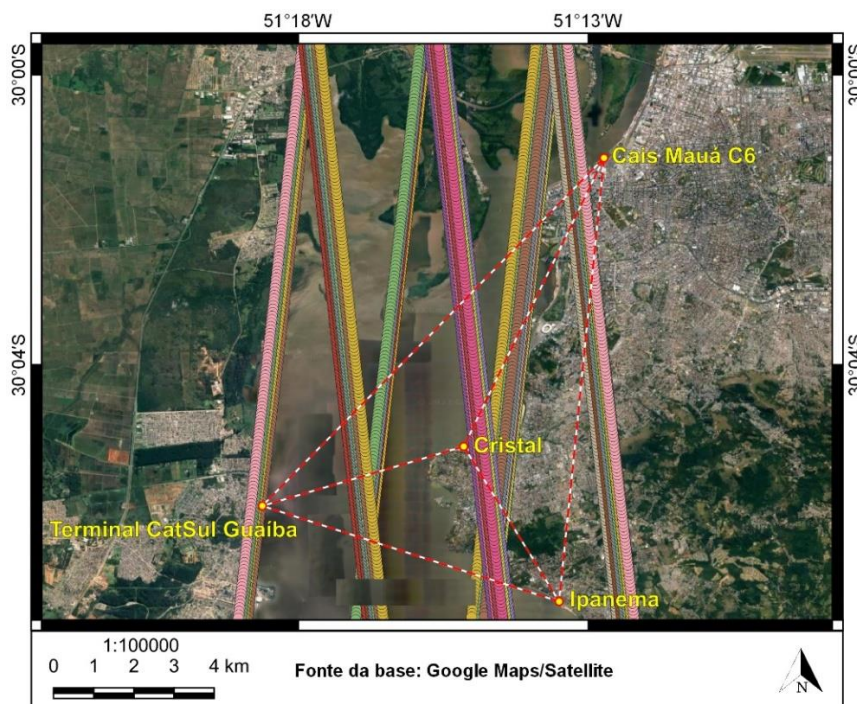 51°18'W
51°13'W
30°00'S
30°00'S
Cais Mauá C6
30°04'S
30°04'S
Cristal
Terminal CatSul Guaíba
Ipanema
1:100000
0 1 2 3 4 km
Fonte da base: Google Maps/Satellite
N